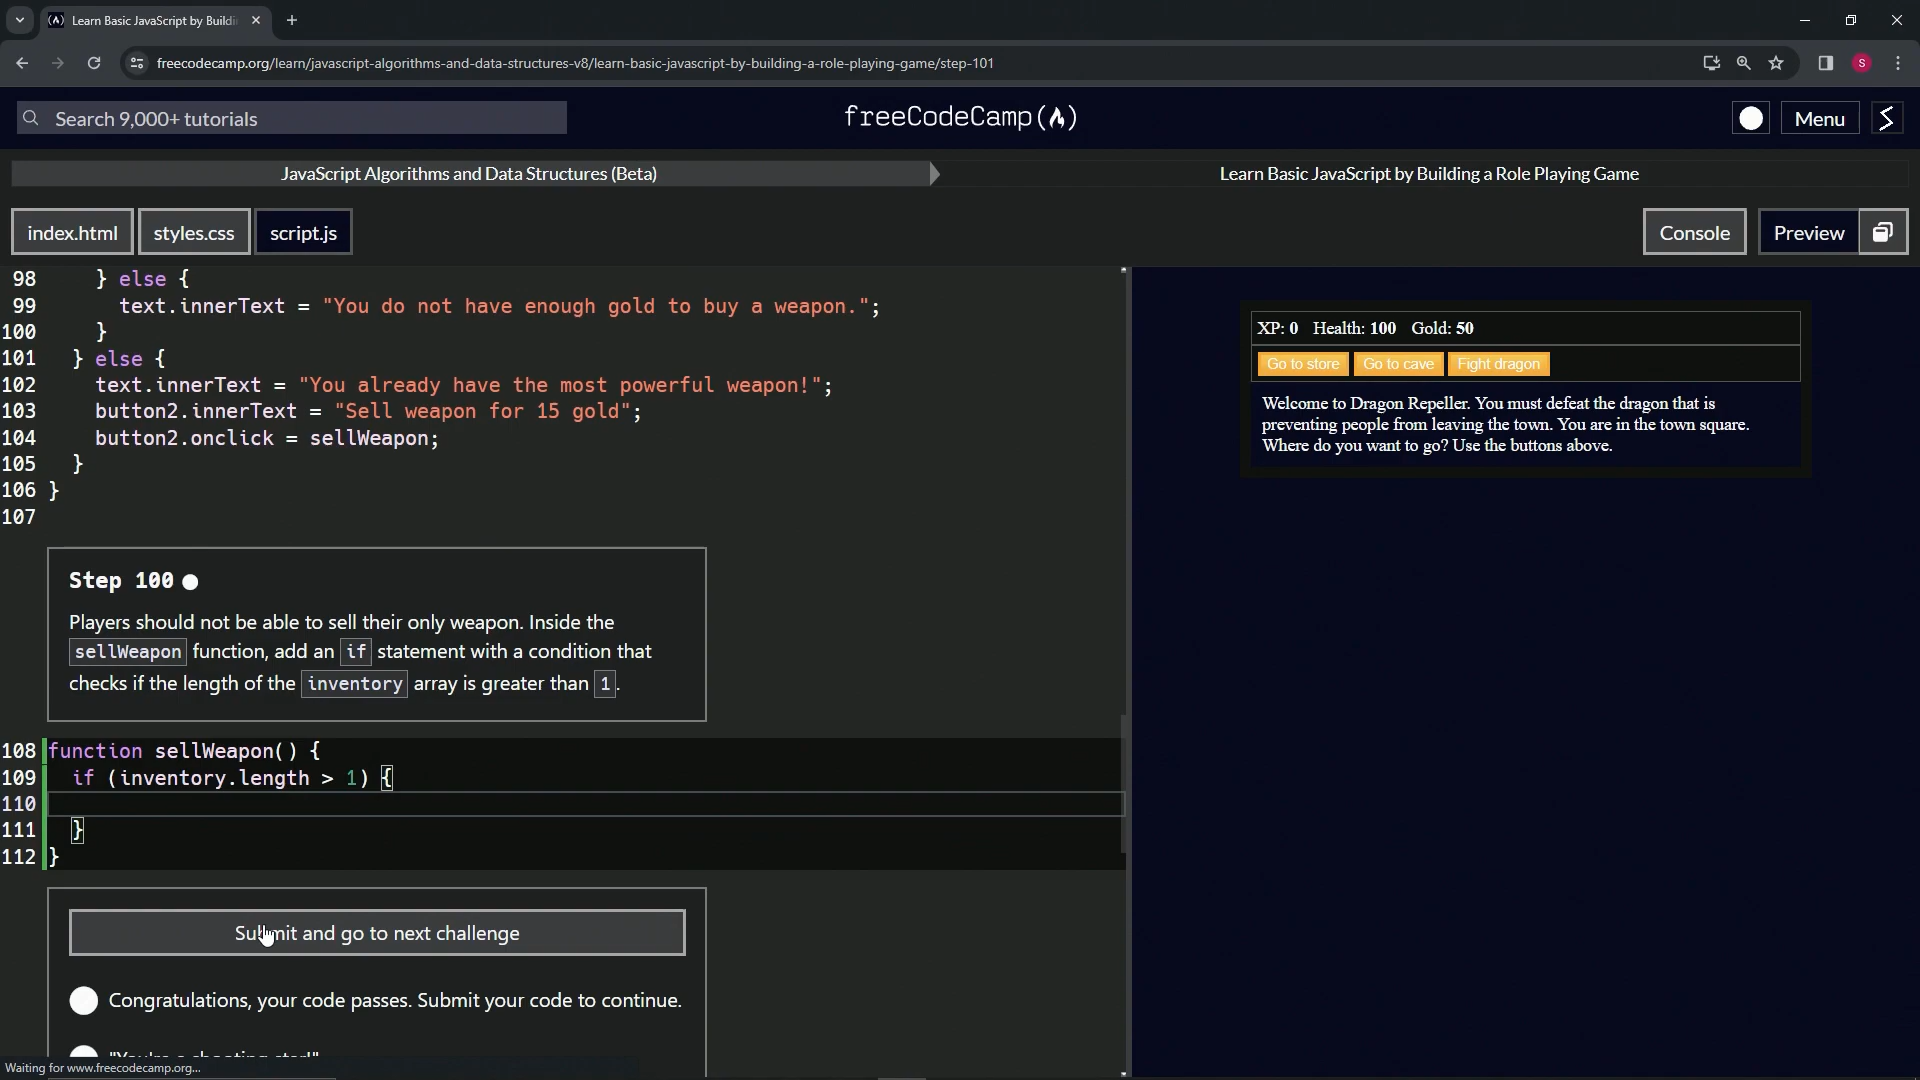 Learn Basic JavaScript by Buildi
freecodecamp.org/learn/javascript-algorithms-and-data-structures-v8/learn-basic-javascript-by-building-a-role-playing-game/step-101
S
Search 9,000+ tutorials
freeCodeCamp(🔥)
Menu
JavaScript Algorithms and Data Structures (Beta)
Learn Basic JavaScript by Building a Role Playing Game
index.html
styles.css
script.js
Console
Preview
98 } else {
99 text.innerText = "You do not have enough gold to buy a weapon.";
100 }
101 } else {
102 text.innerText = "You already have the most powerful weapon!";
103 button2.innerText = "Sell weapon for 15 gold";
104 button2.onclick = sellWeapon;
105 }
106 }
107
Step 100
Players should not be able to sell their only weapon. Inside the
sellWeapon function, add an if statement with a condition that
checks if the length of the inventory array is greater than 1.
108 function sellWeapon() {
109 if (inventory.length > 1) {
110
111 }
112 }
Submit and go to next challenge
Congratulations, your code passes. Submit your code to continue.
Waiting for www.freecodecamp.org...
XP: 0 Health: 100 Gold: 50
Go to store Go to cave Fight dragon
Welcome to Dragon Repeller. You must defeat the dragon that is
preventing people from leaving the town. You are in the town square.
Where do you want to go? Use the buttons above.